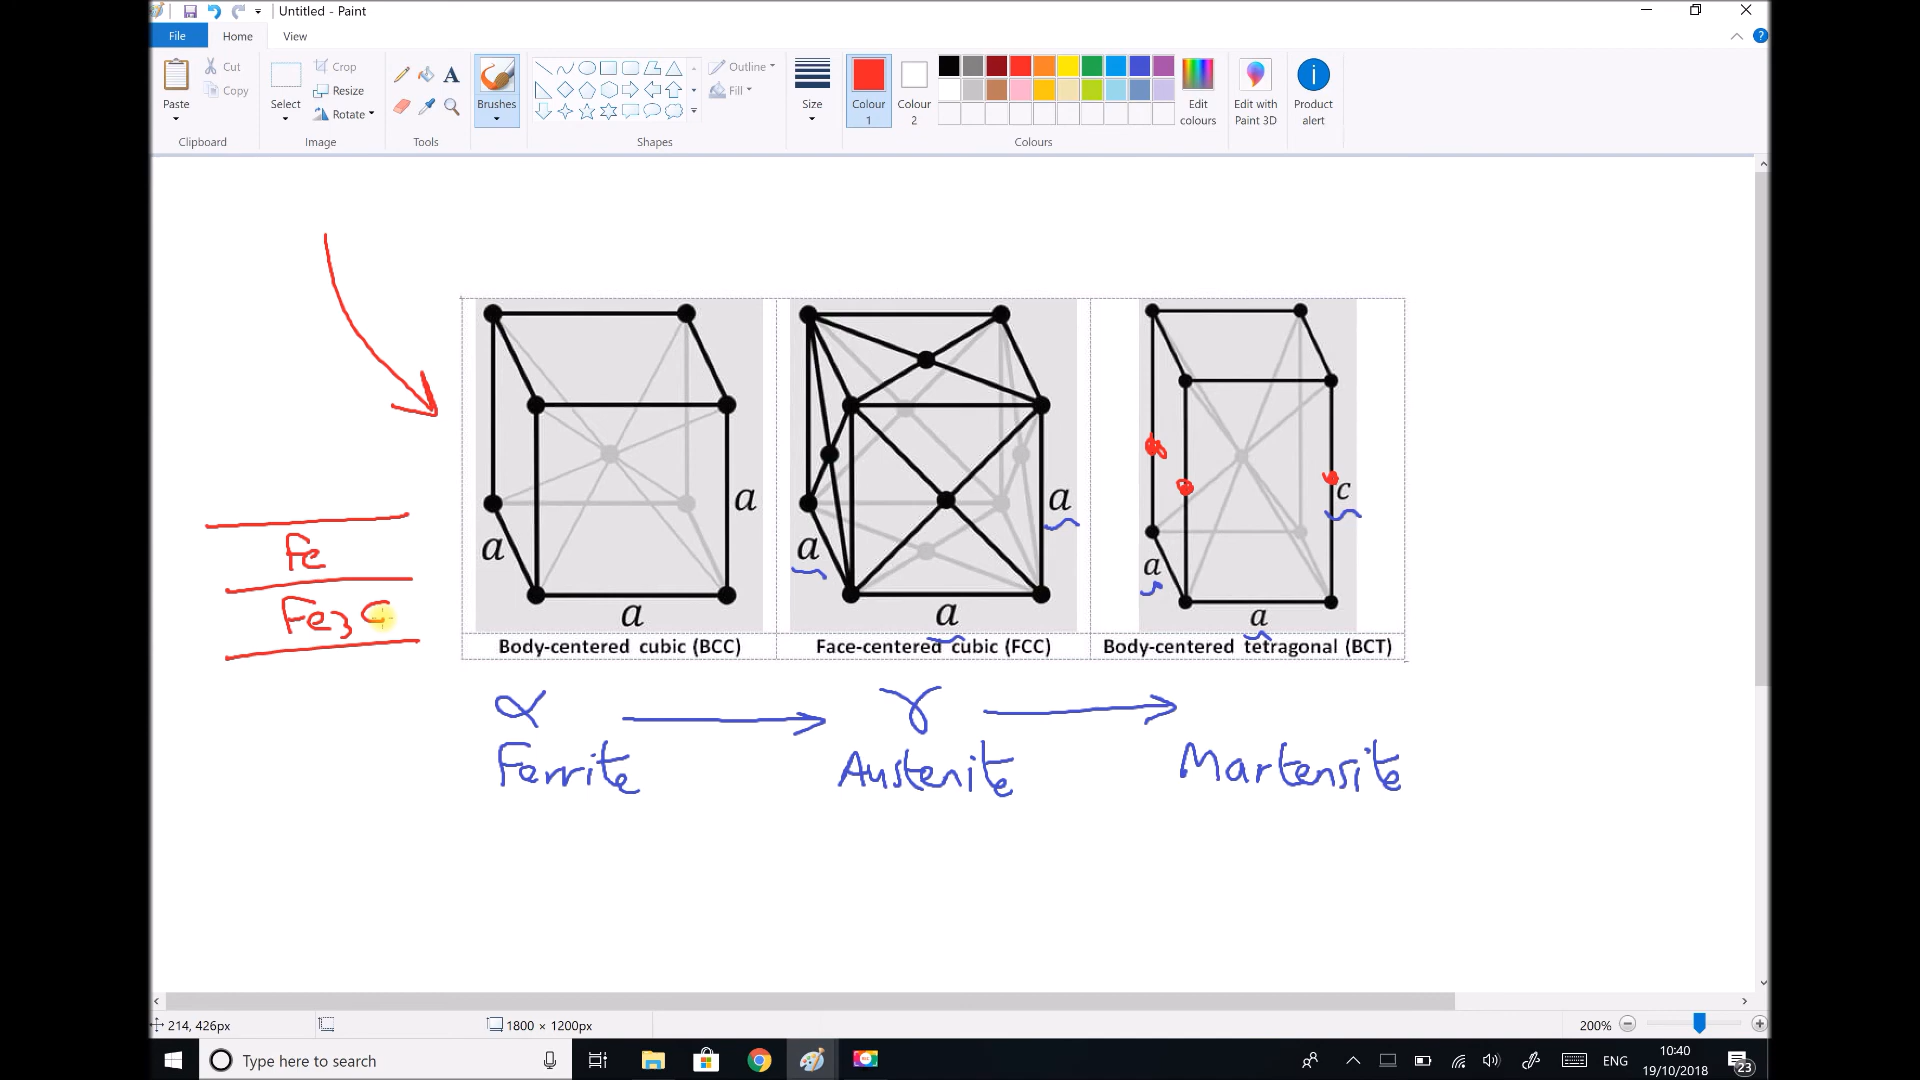 Untitled - Paint
File Home View
Paste
Cut
Copy
Clipboard
Select
Crop
Resize
Rotate
Image
A
Tools
Brushes
Shapes
Outline
Fill
Size
Colour 1
Colour 2
Edit colours
Colours
Edit with Paint 3D
Product alert
a a a
a a a
a a c
Body-centered cubic (BCC) Face-centered cubic (FCC) Body-centered tetragonal (BCT)
Fe
Fe3C
α γ
Ferrite Austenite Martensite
214, 426px 1800 × 1200px 200%
Type here to search
ENG
10:40
19/10/2018
23